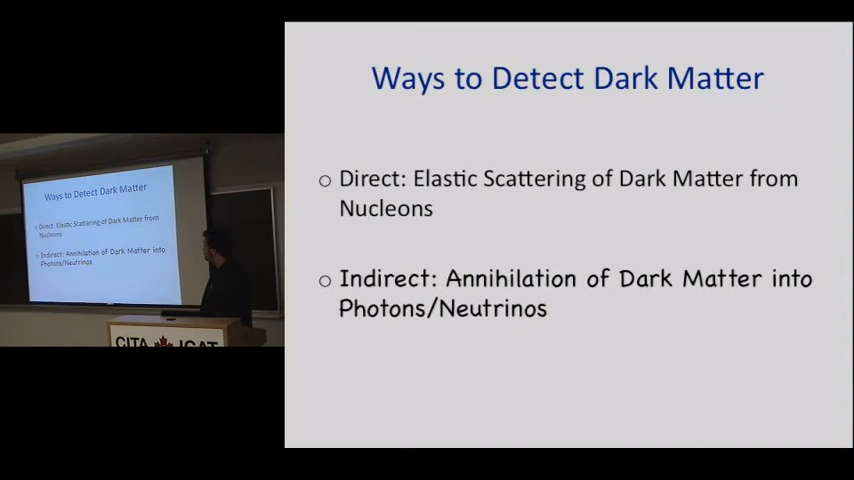 Ways to Detect Dark Matter
Direct: Elastic Scattering of Dark Matter from
Nucleons
Indirect: Annihilation of Dark Matter into
Photons/Neutrinos
Ways to Detect Dark Matter
Direct: Elastic Scattering of Dark Matter from
Nucleons
Indirect: Annihilation of Dark Matter into
Photons/Neutrinos
CITA ICAT